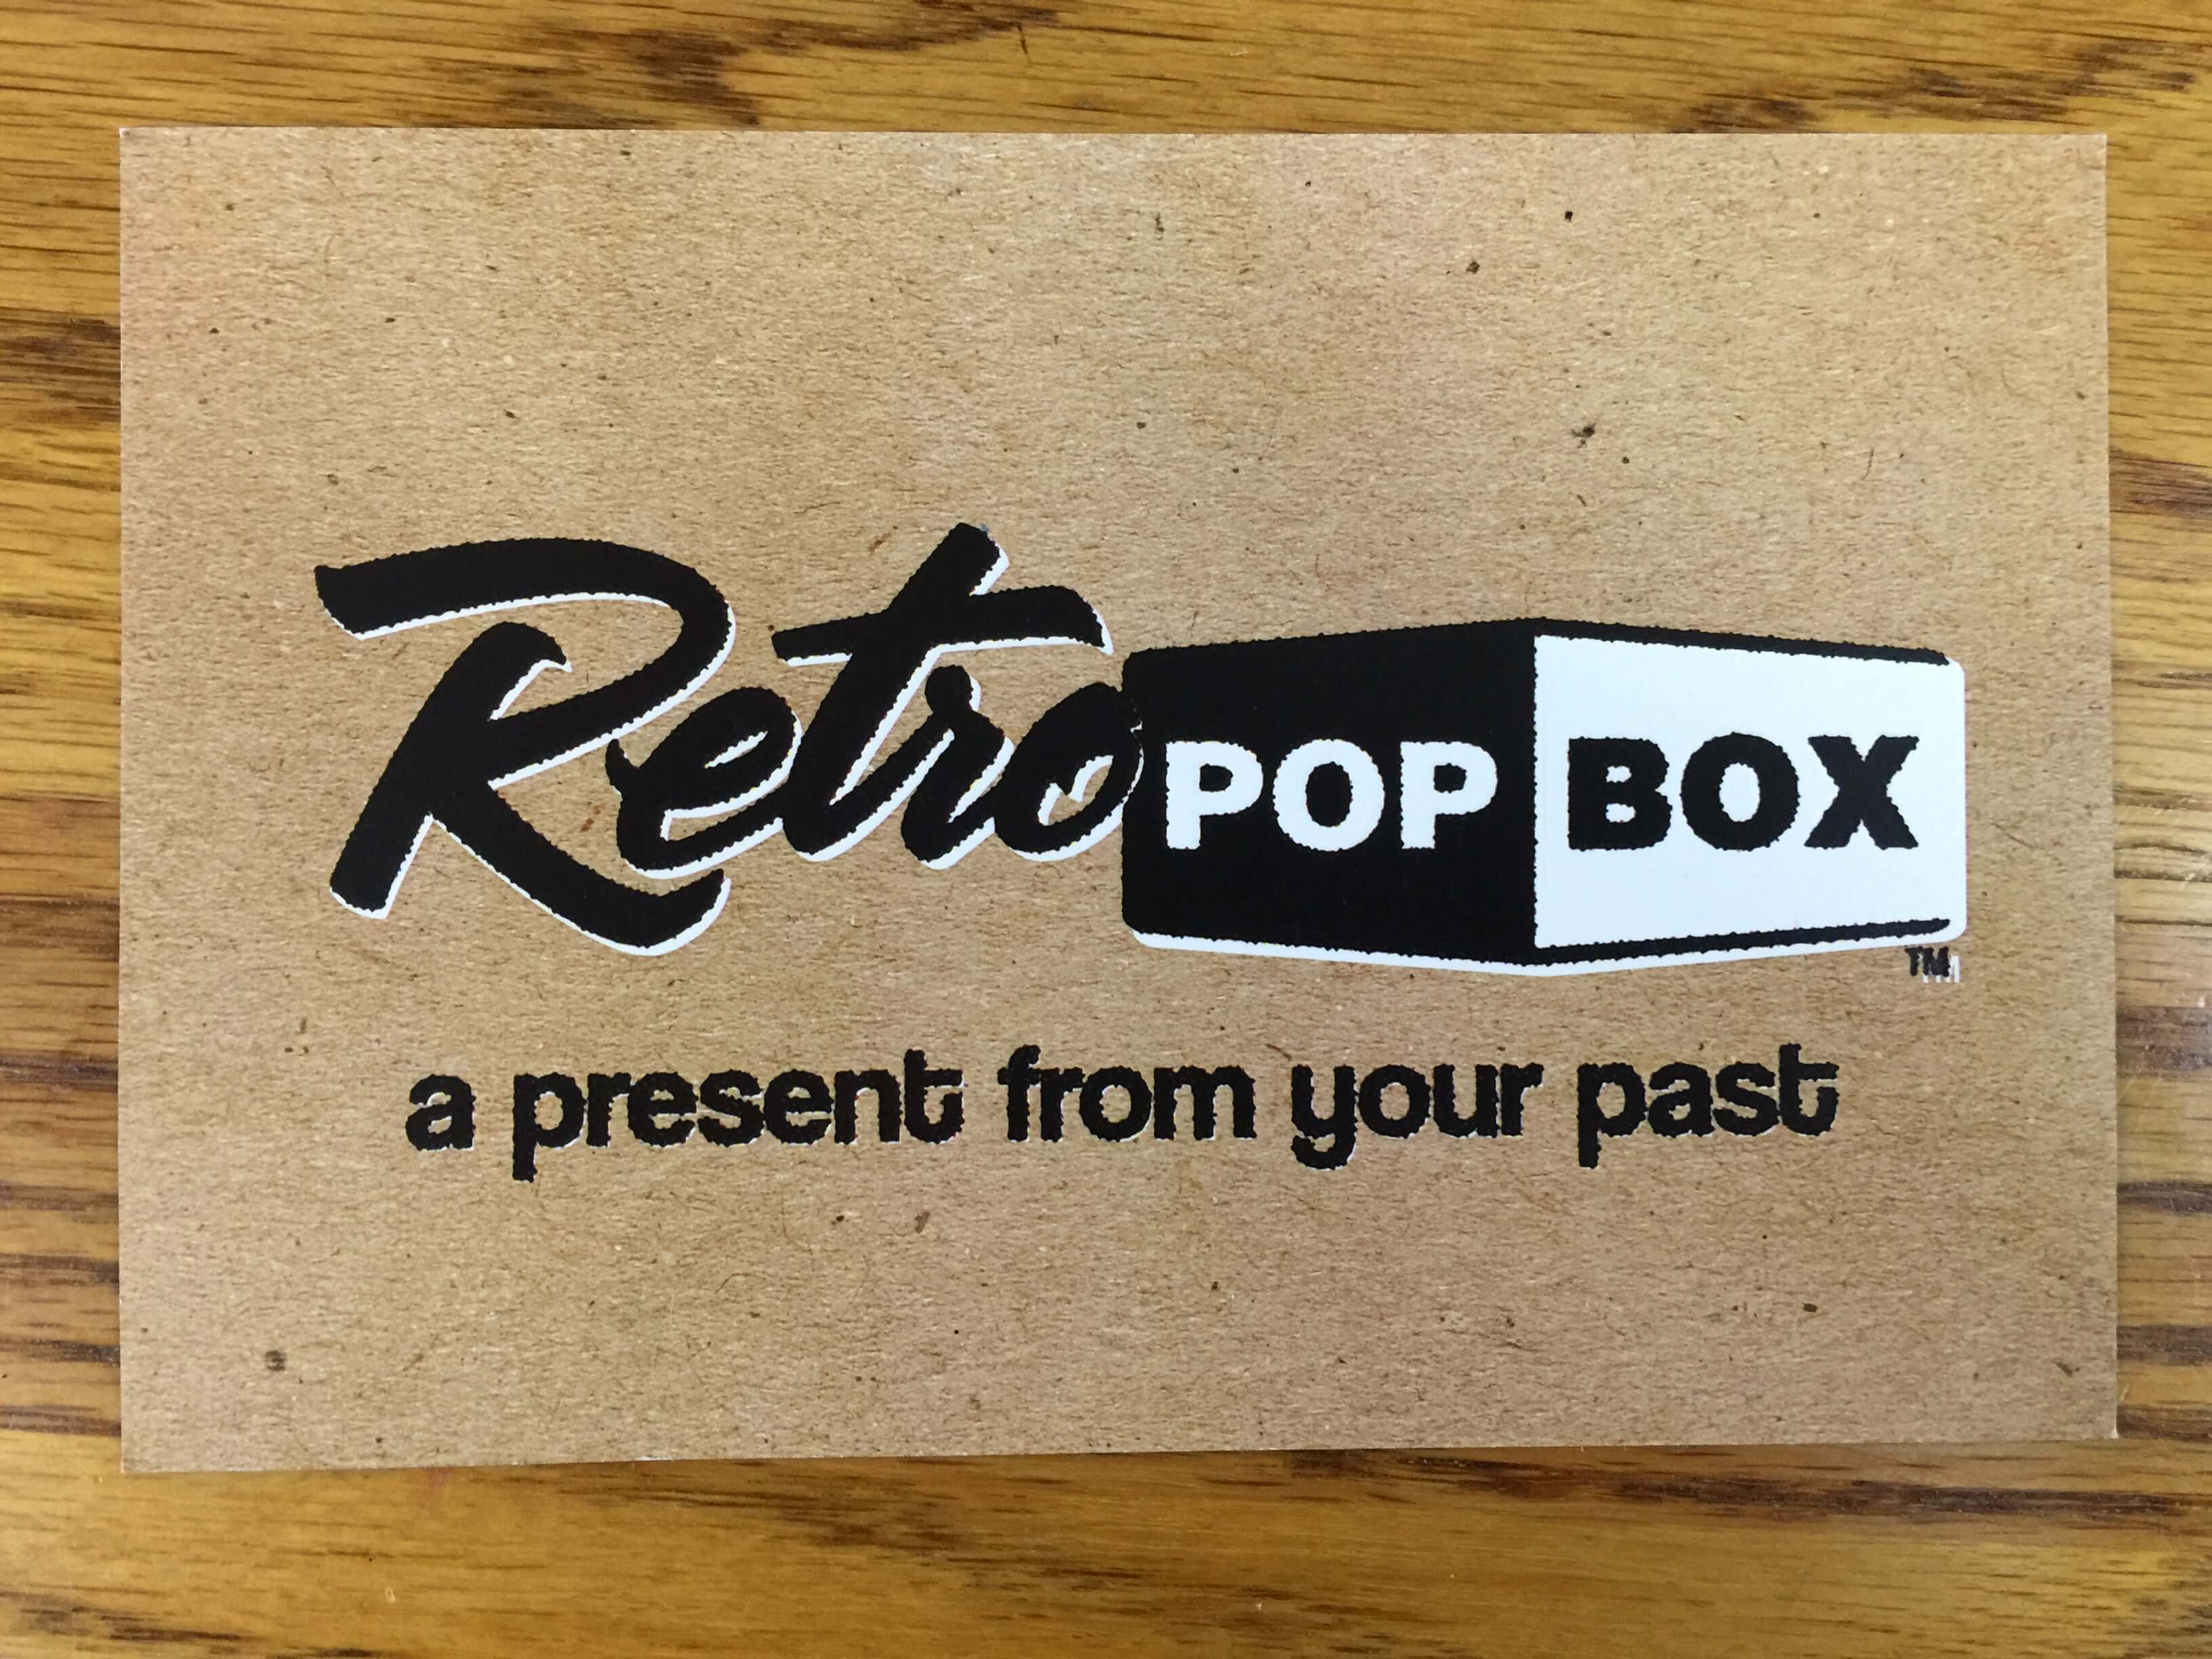 Retro POP BOX TM
a present from your past